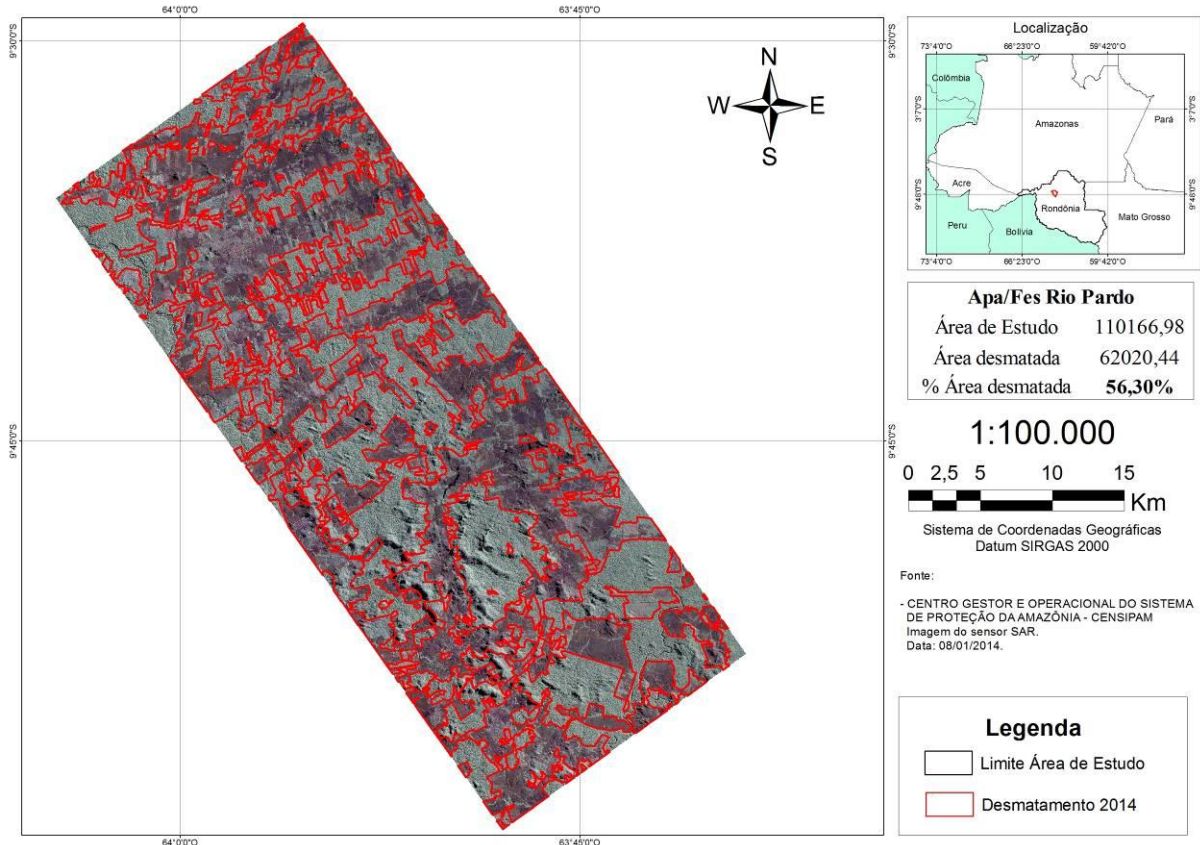 64°0'0"O
63°45'0"O
9°30'0"S
9°30'0"S
N
W
E
S
9°45'0"S
9°45'0"S
64°0'0"O
63°45'0"O
Localização
73°4'0"O
66°23'0"O
59°42'0"O
3°7'0"S
3°7'0"S
9°48'0"S
9°48'0"S
Colômbia
Amazonas
Pará
Acre
Rondônia
Mato Grosso
Peru
Bolívia
73°4'0"O
66°23'0"O
59°42'0"O
Apa/Fes Rio Pardo
Área de Estudo 110166,98
Área desmatada 62020,44
% Área desmatada 56,30%
1:100.000
0 2,5 5 10 15
Km
Sistema de Coordenadas Geográficas
Datum SIRGAS 2000
Fonte:
- CENTRO GESTOR E OPERACIONAL DO SISTEMA
DE PROTEÇÃO DA AMAZÔNIA - CENSIPAM
Imagem do sensor SAR.
Data: 08/01/2014.
Legenda
Limite Área de Estudo
Desmatamento 2014